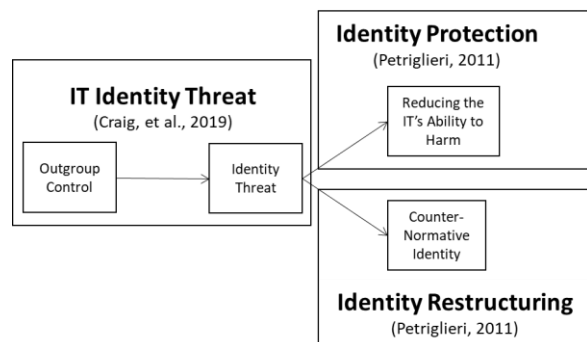 IT Identity Threat
(Craig, et al., 2019)
Outgroup
Control
Identity
Threat
Identity Protection
(Petriglieri, 2011)
Reducing the
IT's Ability to
Harm
Counter-
Normative
Identity
Identity Restructuring
(Petriglieri, 2011)